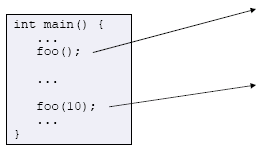 int main() {
...
foo();
...
foo(10);
...
}